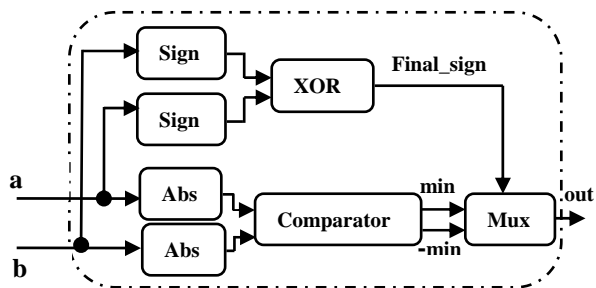 Sign
Final_sign
XOR
Sign
a
Abs
min
out
Comparator
Mux
Abs
-min
b